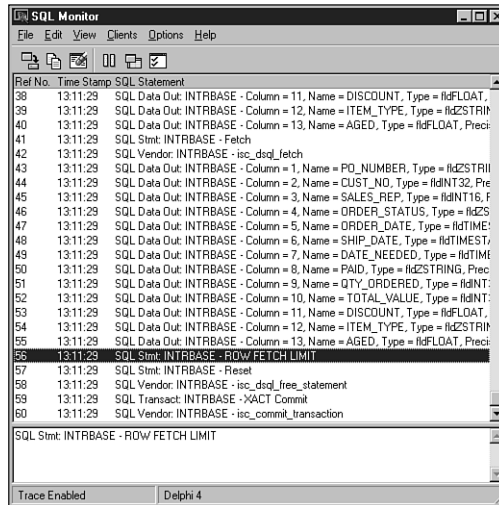 SQL Monitor
File Edit View Clients Options Help
Ref No. Time Stamp SQL Statement
38 13:11:29 SQL Data Out: INTRBASE - Column = 11, Name = DISCOUNT, Type = fldFLOAT,
39 13:11:29 SQL Data Out: INTRBASE - Column = 12, Name = ITEM_TYPE, Type = fldZSTRIN
40 13:11:29 SQL Data Out: INTRBASE - Column = 13, Name = AGED, Type = fldFLOAT, Precis
41 13:11:29 SQL Stmt: INTRBASE - Fetch
42 13:11:29 SQL Vendor: INTRBASE - isc_dsql_fetch
43 13:11:29 SQL Data Out: INTRBASE - Column = 1, Name = PO_NUMBER, Type = fldZSTRI
44 13:11:29 SQL Data Out: INTRBASE - Column = 2, Name = CUST_NO, Type = fldINT32, Pre
45 13:11:29 SQL Data Out: INTRBASE - Column = 3, Name = SALES_REP, Type = fldINT16, F
46 13:11:29 SQL Data Out: INTRBASE - Column = 4, Name = ORDER_STATUS, Type = fld
47 13:11:29 SQL Data Out: INTRBASE - Column = 5, Name = ORDER_DATE, Type = fldTIMES
48 13:11:29 SQL Data Out: INTRBASE - Column = 6, Name = SHIP_DATE, Type = fldTIMEST
49 13:11:29 SQL Data Out: INTRBASE - Column = 7, Name = DATE_NEEDED, Type = fldTIME
50 13:11:29 SQL Data Out: INTRBASE - Column = 8, Name = PAID, Type = fldZSTRING, Prec
51 13:11:29 SQL Data Out: INTRBASE - Column = 9, Name = QTY_ORDERED, Type = fldINT
52 13:11:29 SQL Data Out: INTRBASE - Column = 10, Name = TOTAL_VALUE, Type = fldINT
53 13:11:29 SQL Data Out: INTRBASE - Column = 11, Name = DISCOUNT, Type = fldFLOAT,
54 13:11:29 SQL Data Out: INTRBASE - Column = 12, Name = ITEM_TYPE, Type = fldZSTRIN
55 13:11:29 SQL Data Out: INTRBASE - Column = 13, Name = AGED, Type = fldFLOAT, Precis
56 13:11:29 SQL Stmt: INTRBASE - ROW FETCH LIMIT
57 13:11:29 SQL Stmt: INTRBASE - Reset
58 13:11:29 SQL Vendor: INTRBASE - isc_dsql_free_statement
59 13:11:29 SQL Transact: INTRBASE - XACT Commit
60 13:11:29 SQL Vendor: INTRBASE - isc_commit_transaction
SQL Stmt: INTRBASE - ROW FETCH LIMIT
Trace Enabled Delphi 4